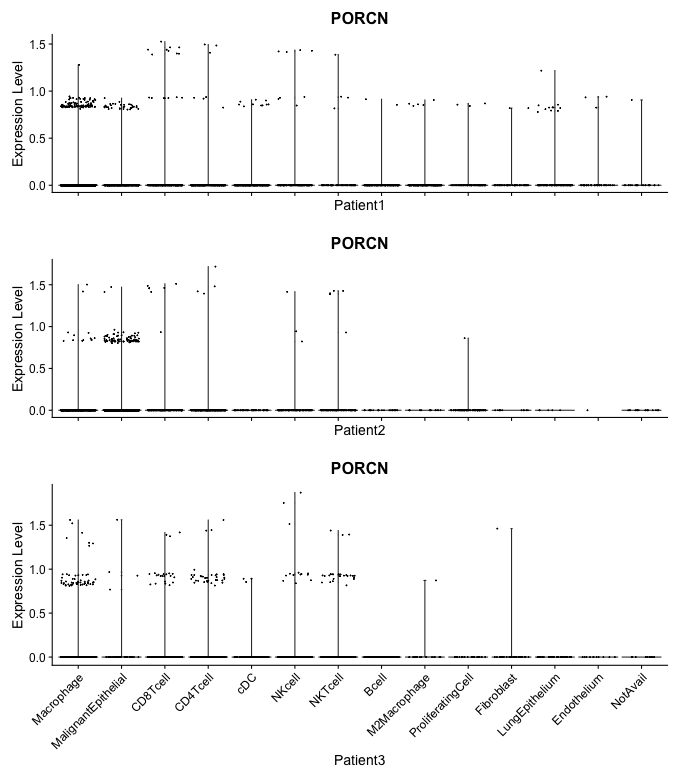 PORCN
Expression Level
1.5
1.0
0.5
0.0
Patient1
PORCN
Expression Level
1.5
1.0
0.5
0.0
Patient2
PORCN
Expression Level
1.5
1.0
0.5
0.0
Macrophage
MalignantEpithelial
CD8Tcell
CD4Tcell
cDC
NKcell
NKTcell
Bcell
M2Macrophage
ProliferatingCell
Fibroblast
LungEpithelium
Endothelium
NotAvail
Patient3